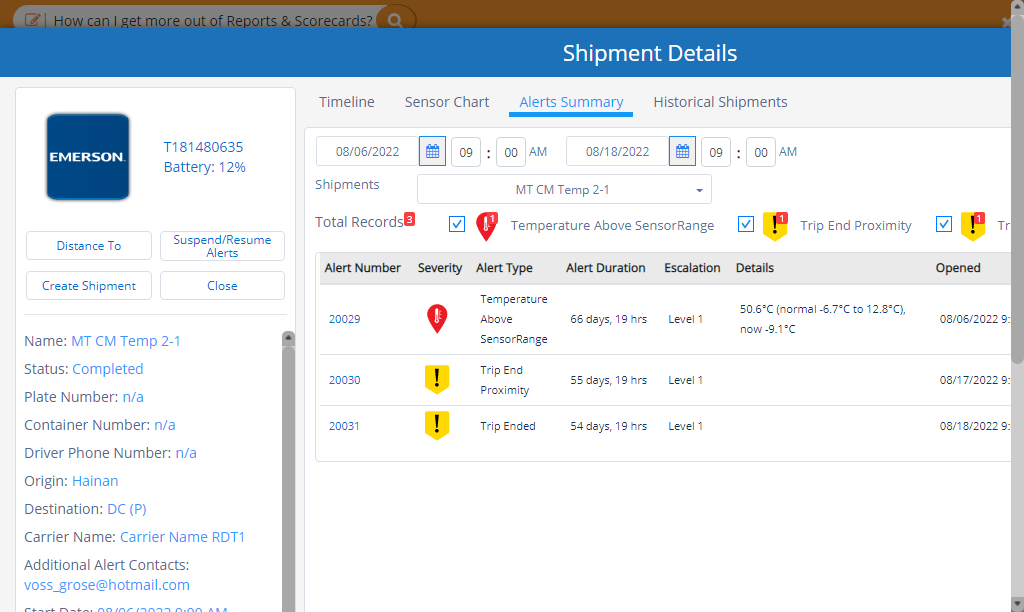 How can I get more out of Reports & Scorecards?
Shipment Details
EMERSON.
T181480635
Battery: 12%
Distance To
Suspend/Resume
Alerts
Create Shipment
Close
Name: MT CM Temp 2-1
Status: Completed
Plate Number: n/a
Container Number: n/a
Driver Phone Number: n/a
Origin: Hainan
Destination: DC (P)
Carrier Name: Carrier Name RDT1
Additional Alert Contacts:
voss_grose@hotmail.com
Start Date: 08/06/2022 9:00 AM
Timeline Sensor Chart Alerts Summary Historical Shipments
08/06/2022 09 : 00 AM 08/18/2022 09 : 00 AM
Shipments MT CM Temp 2-1
Total Records 3 1 Temperature Above SensorRange 1 Trip End Proximity 1 Tr
Alert Number Severity Alert Type Alert Duration Escalation Details Opened
20029 Temperature Above SensorRange 66 days, 19 hrs Level 1 50.6°C (normal -6.7°C to 12.8°C), now -9.1°C 08/06/2022 9:
20030 Trip End Proximity 55 days, 19 hrs Level 1 08/17/2022 9:
20031 Trip Ended 54 days, 19 hrs Level 1 08/18/2022 9: